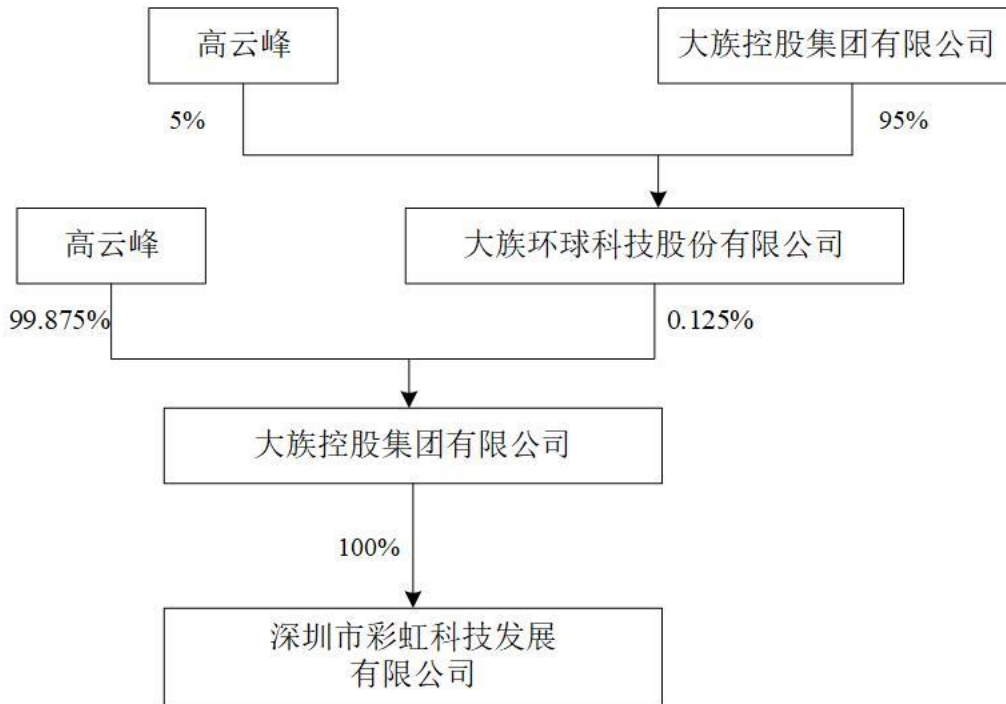 高云峰
大族控股集团有限公司
5%
95%
高云峰
大族环球科技股份有限公司
99.875%
0.125%
大族控股集团有限公司
100%
深圳市彩虹科技发展
有限公司